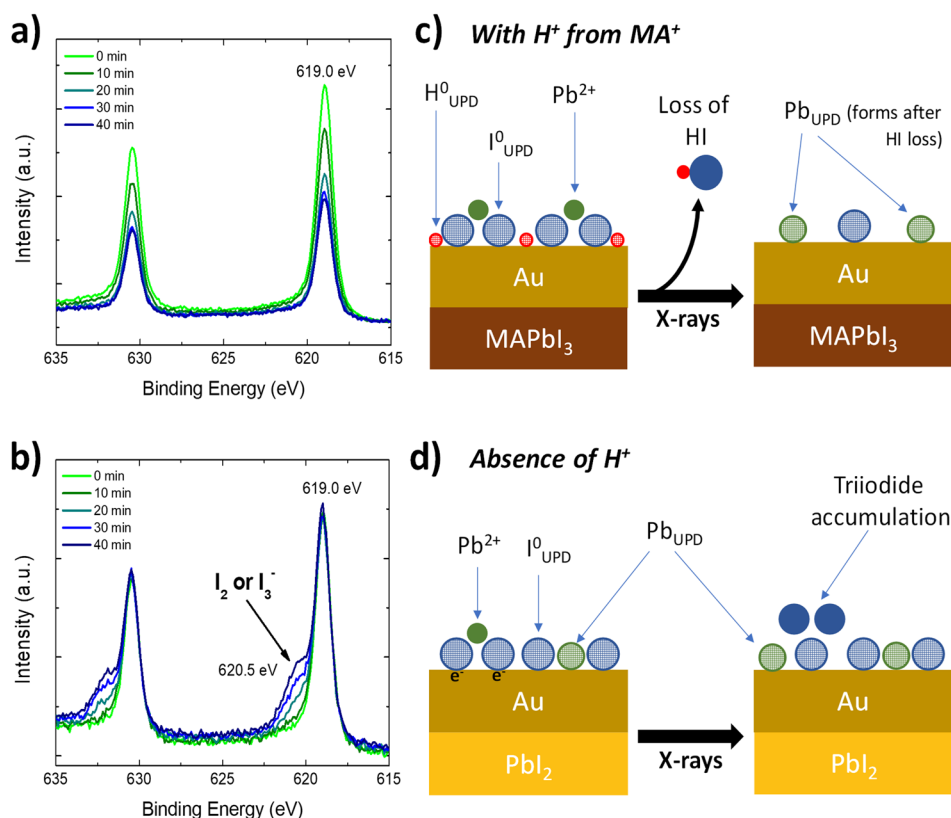 a)
0 min
10 min
20 min
30 min
40 min
619.0 eV
Intensity (a.u.)
635
630
625
620
615
Binding Energy (eV)
c) With H⁺ from MA⁺
H⁰UPD
I⁰UPD
Pb²⁺
Loss of
HI
PbUPD (forms after
HI loss)
Au
MAPbI₃
X-rays
Au
MAPbI₃
b)
0 min
10 min
20 min
30 min
40 min
619.0 eV
I₂ or I₃⁻
620.5 eV
Intensity (a.u.)
635
630
625
620
615
Binding Energy (eV)
d) Absence of H⁺
Pb²⁺
I⁰UPD
PbUPD
Triiodide
accumulation
e⁻
e⁻
Au
PbI₂
X-rays
Au
PbI₂